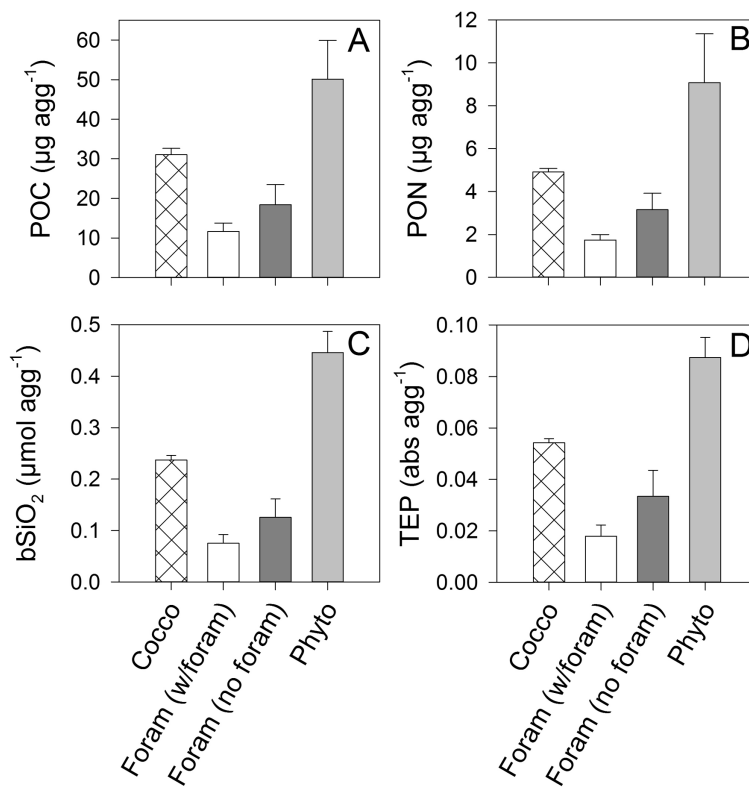 A
POC (µg agg⁻¹)
60
50
40
30
20
10
0
B
PON (µg agg⁻¹)
12
10
8
6
4
2
0
C
bSiO₂ (µmol agg⁻¹)
0.5
0.4
0.3
0.2
0.1
0.0
Cocco
Foram (w/foram)
Foram (no foram)
Phyto
D
TEP (abs agg⁻¹)
0.10
0.08
0.06
0.04
0.02
0.00
Cocco
Foram (w/foram)
Foram (no foram)
Phyto